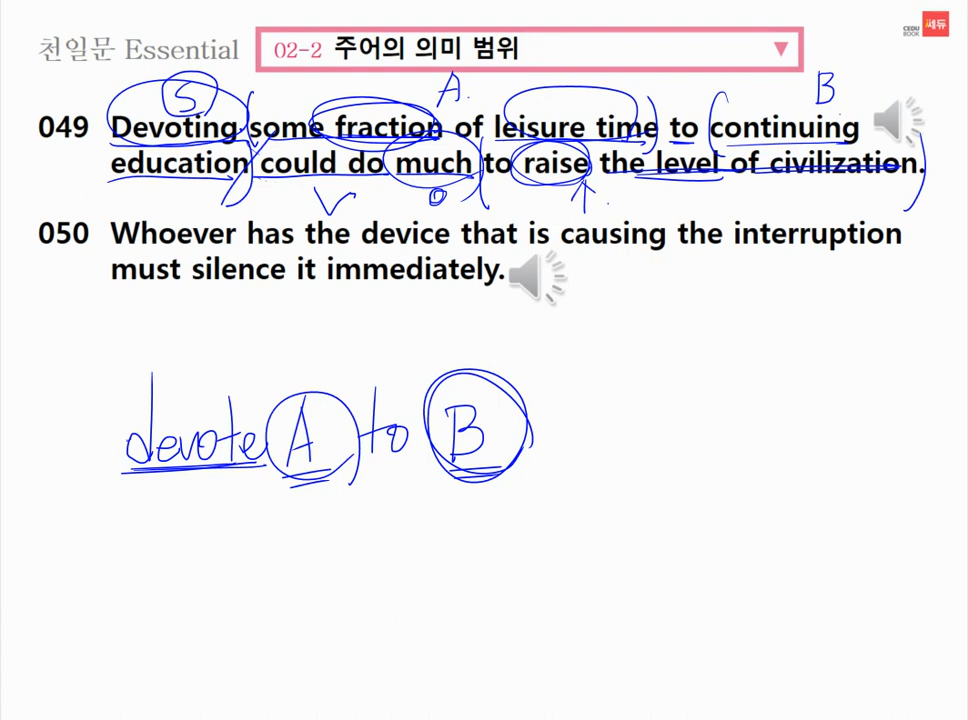 CEDU
BOOK
쎄듀
천일문 Essential
02-2 주어의 의미 범위
S
A
B
049 Devoting some fraction of leisure time to continuing
education could do much to raise the level of civilization.
V O ↑
050 Whoever has the device that is causing the interruption
must silence it immediately.
devote A to B